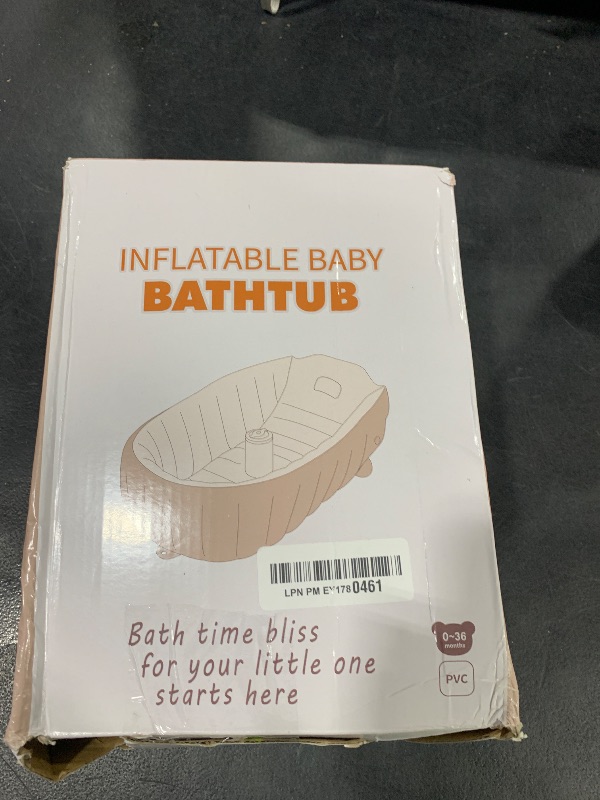 INFLATABLE BABY
BATHTUB
LPN PM EY178 0461
Bath time bliss
for your little one
starts here
0~36
months
PVC